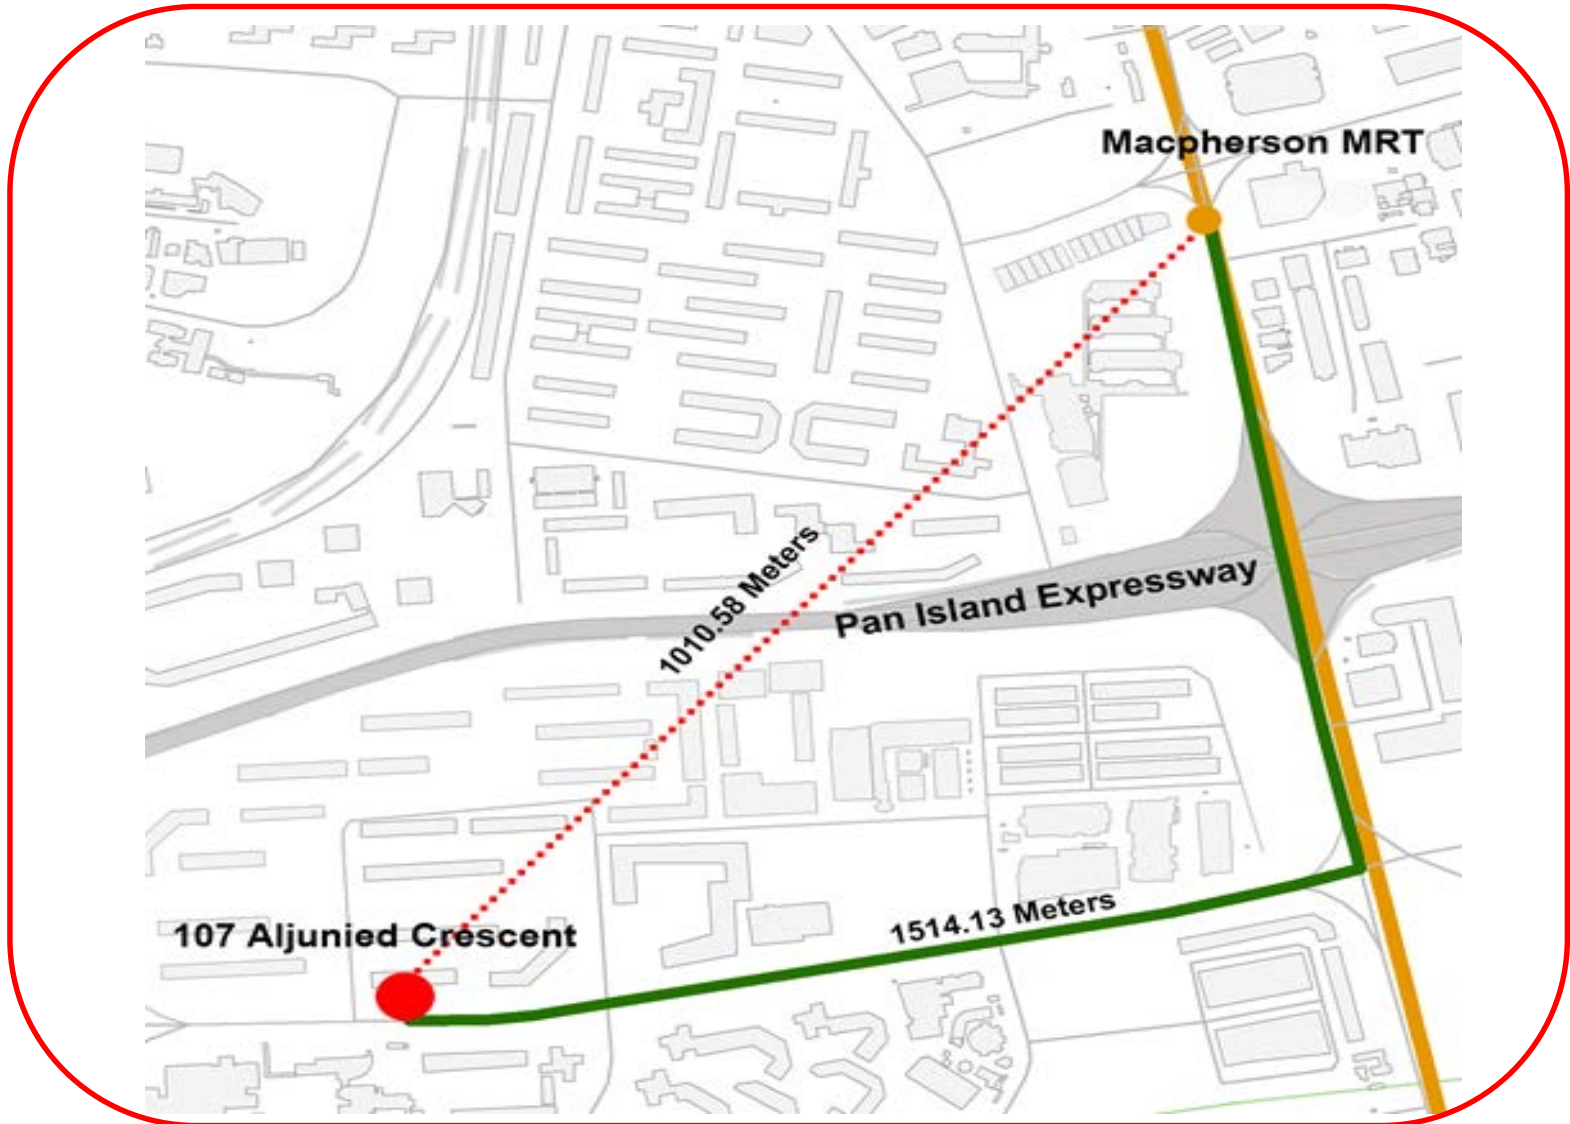 Macpherson MRT
1010.58 Meters
Pan Island Expressway
1514.13 Meters
107 Aljunied Crescent